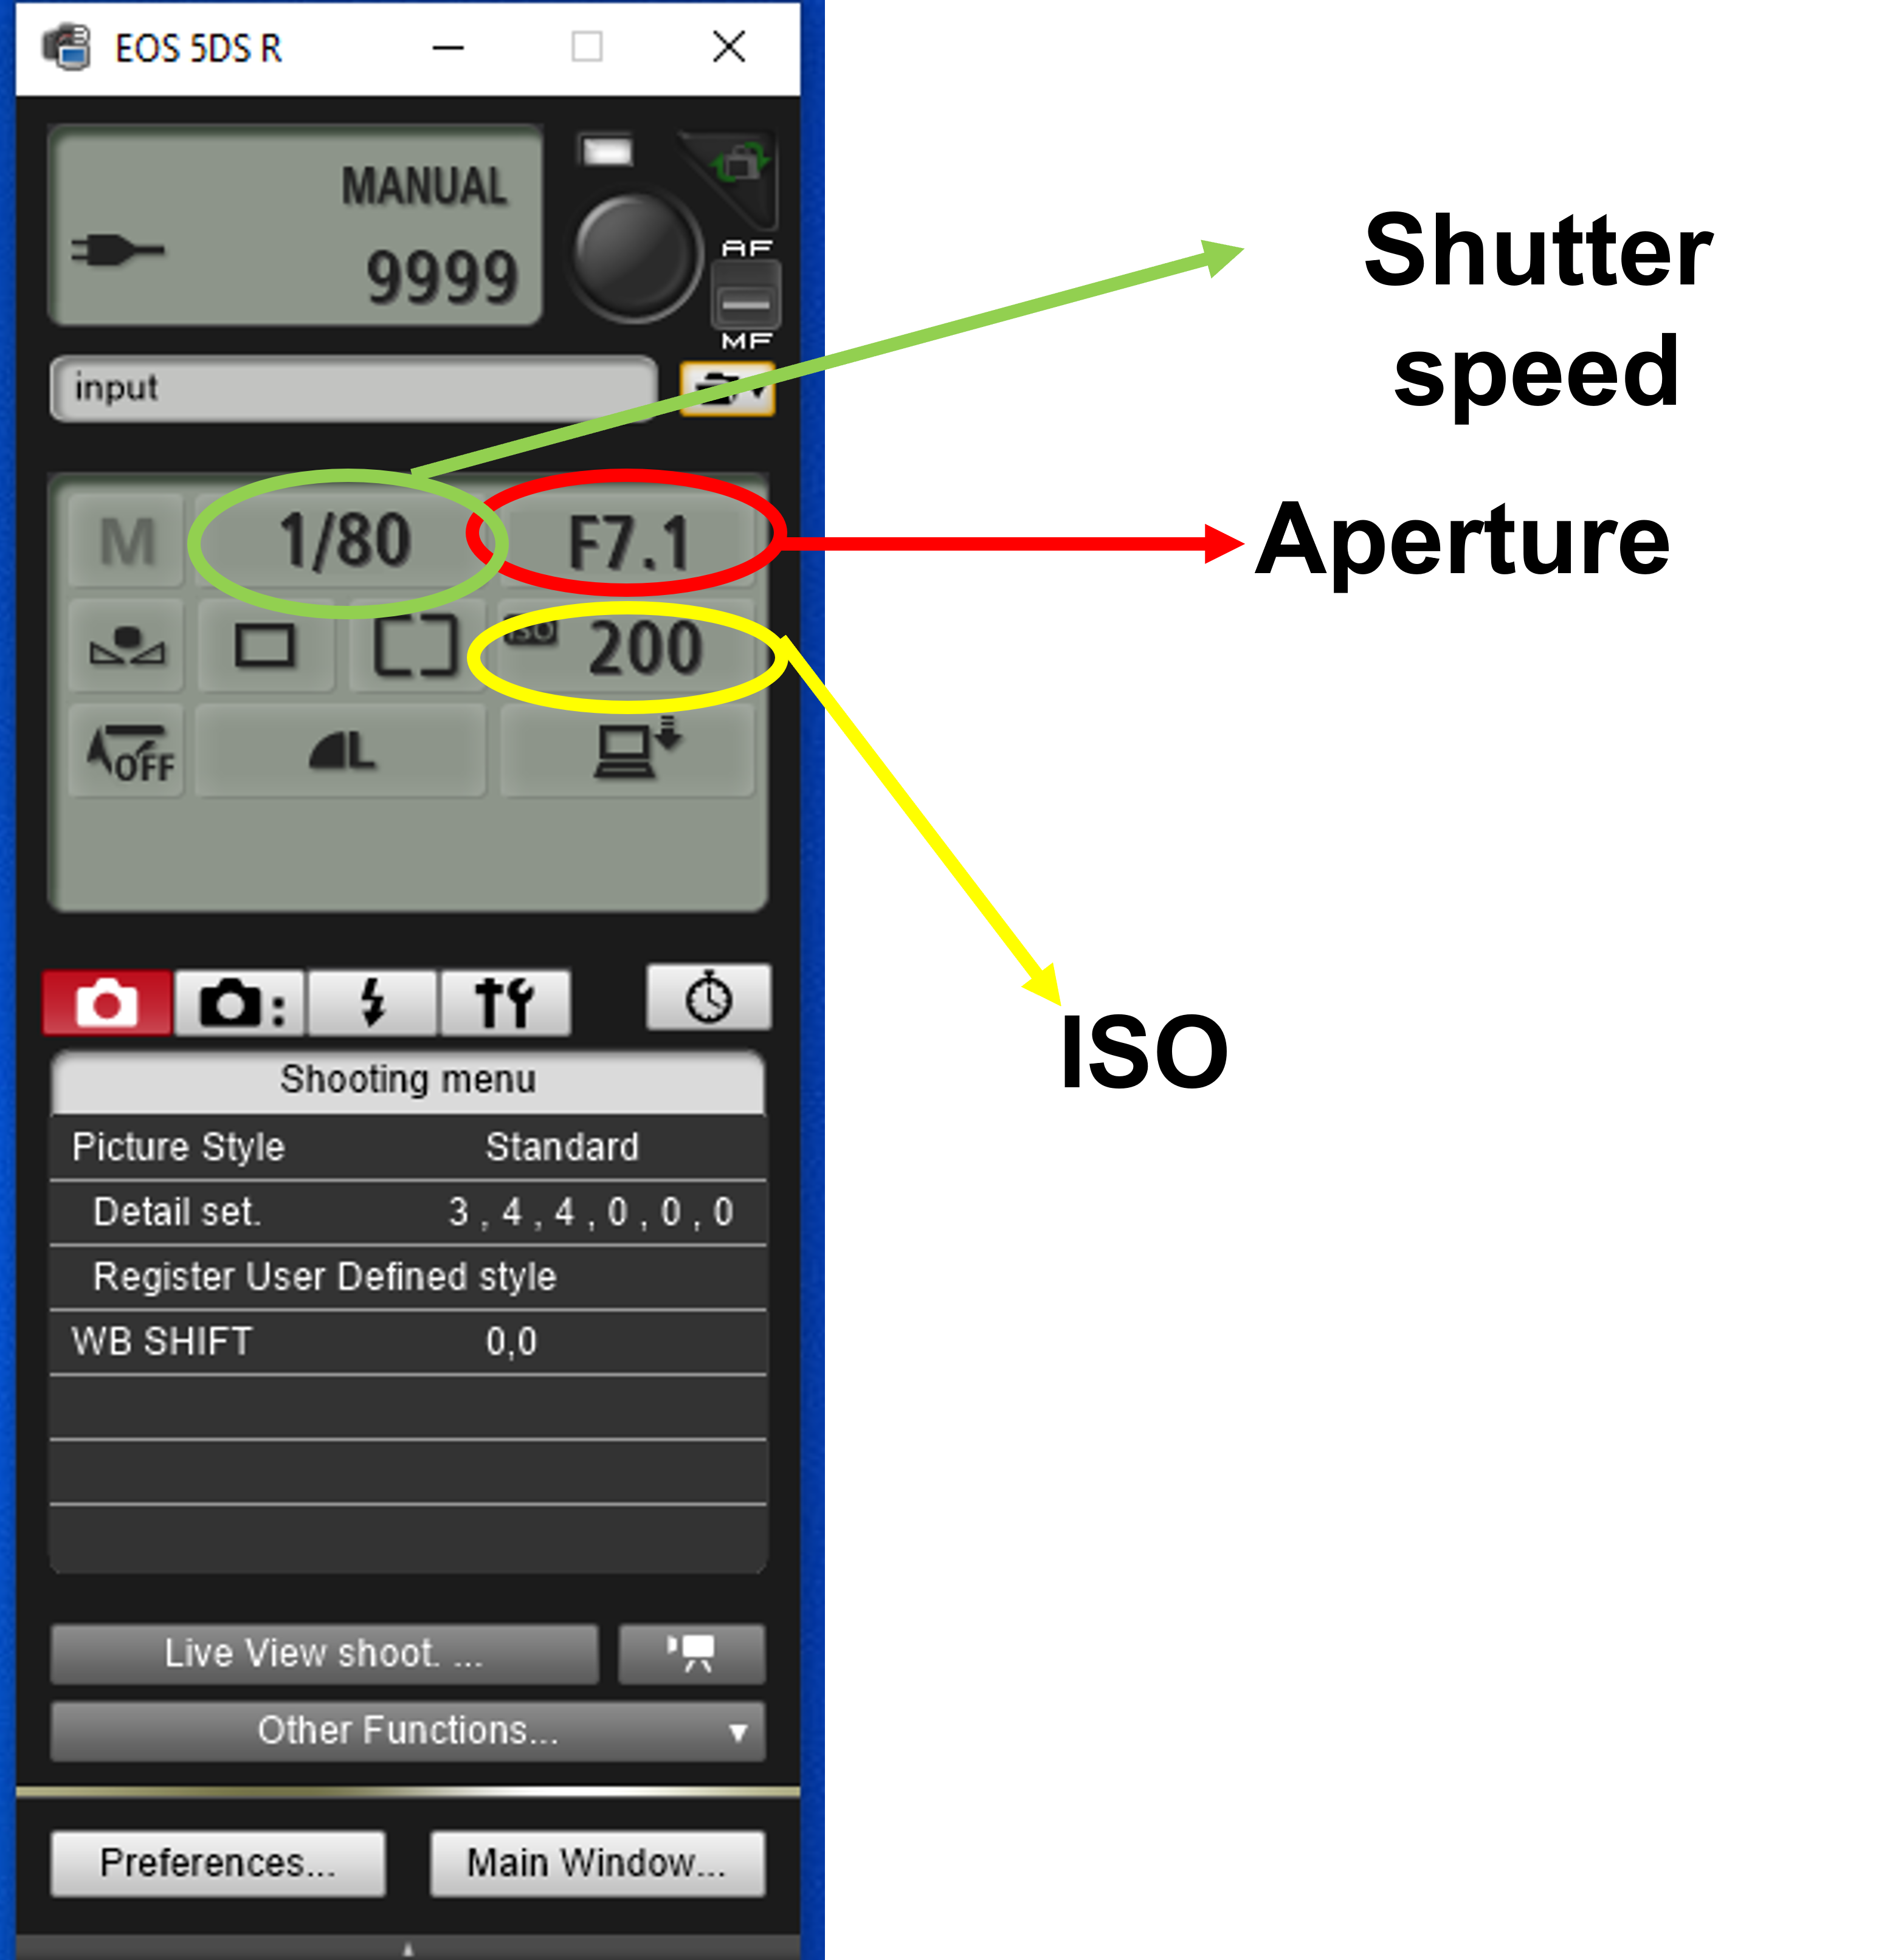 EOS 5DS R
MANUAL
9999
AF
MF
input
Shutter
speed
M 1/80 F7.1
Aperture
ISO 200
OFF L
ISO
Shooting menu
Picture Style Standard
Detail set. 3 , 4 , 4 , 0 , 0 , 0
Register User Defined style
WB SHIFT 0,0
Live View shoot. ...
Other Functions...
Preferences... Main Window...